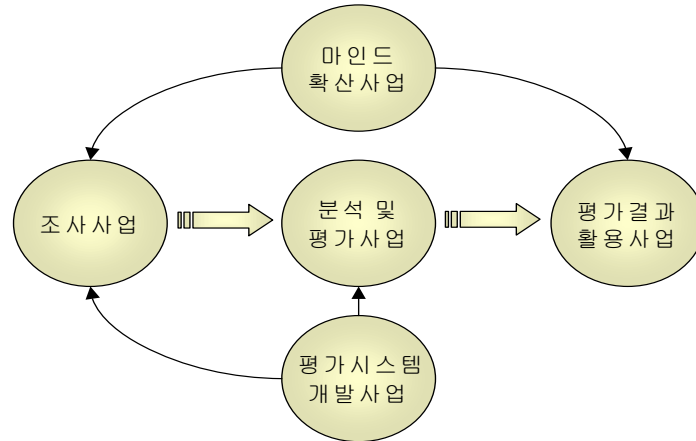 마인드
확산사업
조사사업
분석 및
평가사업
평가결과
활용사업
평가시스템
개발사업